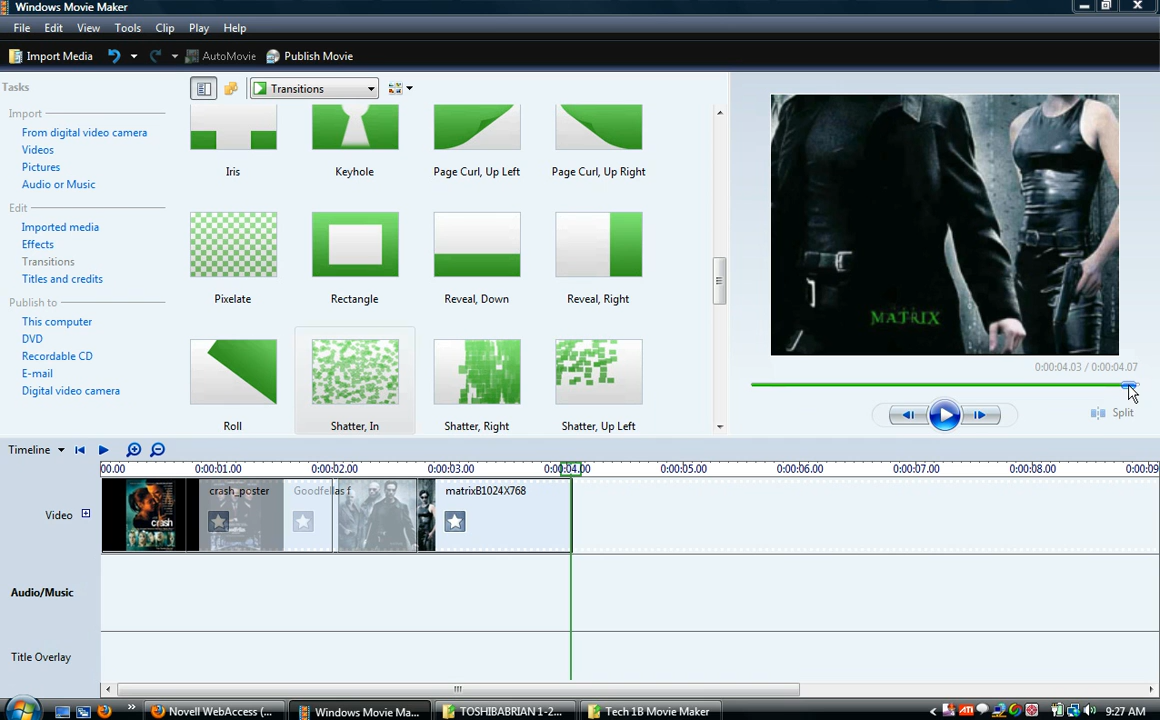 Windows Movie Maker
File Edit View Tools Clip Play Help
Import Media AutoMovie Publish Movie
Tasks
Import
From digital video camera
Videos
Pictures
Audio or Music
Edit
Imported media
Effects
Transitions
Titles and credits
Publish to
This computer
DVD
Recordable CD
E-mail
Digital video camera
Transitions
Iris Keyhole Page Curl, Up Left Page Curl, Up Right
Pixelate Rectangle Reveal, Down Reveal, Right
Roll Shatter, In Shatter, Right Shatter, Up Left
MATRIX
0:00:04.03 / 0:00:04.07
Split
Timeline
00.00 0:00:01.00 0:00:02.00 0:00:03.00 0:00:04.00 0:00:05.00 0:00:06.00 0:00:07.00 0:00:08.00 0:00:09
Video
crash
crash_poster Goodfellas f matrixB1024X768
Audio/Music
Title Overlay
Novell WebAccess (... Windows Movie Ma... TOSHIBABRIAN 1-2... Tech 1B Movie Maker 9:27 AM